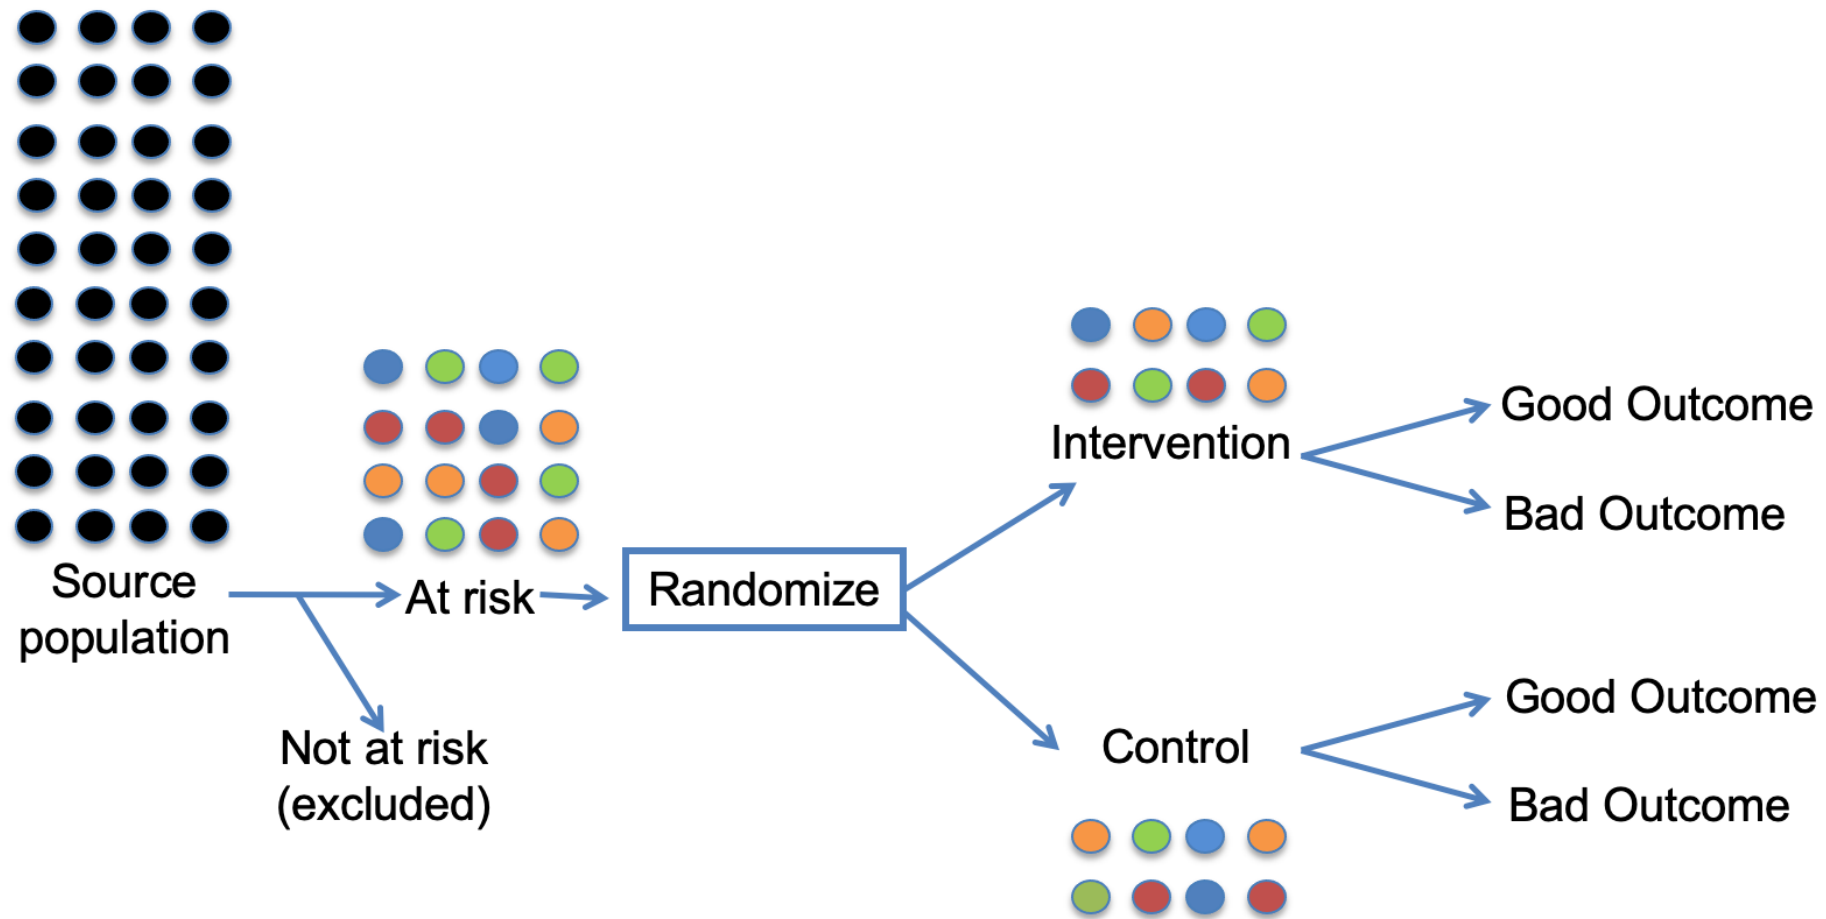 Source
population
At risk
Not at risk
(excluded)
Randomize
Intervention
Good Outcome
Bad Outcome
Control
Good Outcome
Bad Outcome